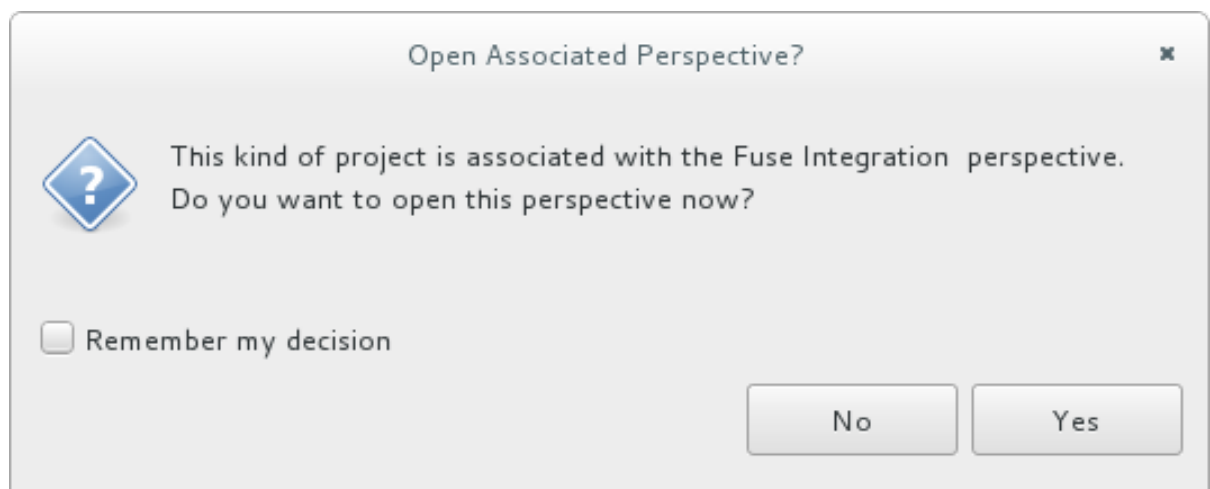 Open Associated Perspective?
This kind of project is associated with the Fuse Integration  perspective.
Do you want to open this perspective now?
Remember my decision
No
Yes